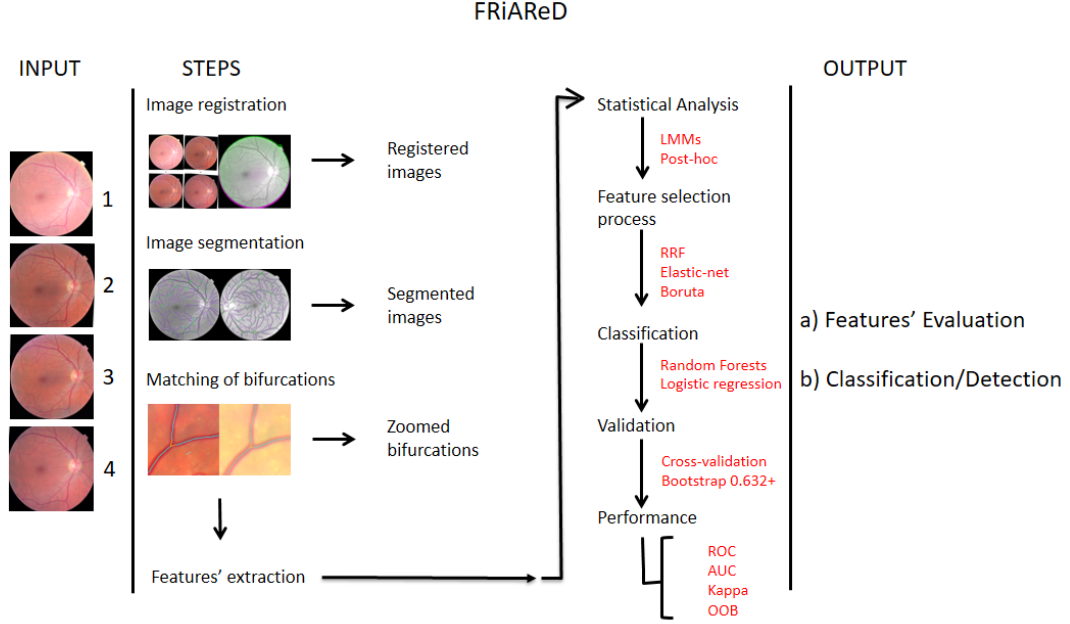 FRiAReD
INPUT
STEPS
OUTPUT
1
2
3
4
Image registration
Registered
images
Image segmentation
Segmented
images
Matching of bifurcations
Zoomed
bifurcations
Features’ extraction
Statistical Analysis
LMMs
Post-hoc
Feature selection
process
RRF
Elastic-net
Boruta
Classification
Random Forests
Logistic regression
Validation
Cross-validation
Bootstrap 0.632+
Performance
ROC
AUC
Kappa
OOB
a) Features’ Evaluation
b) Classification/Detection